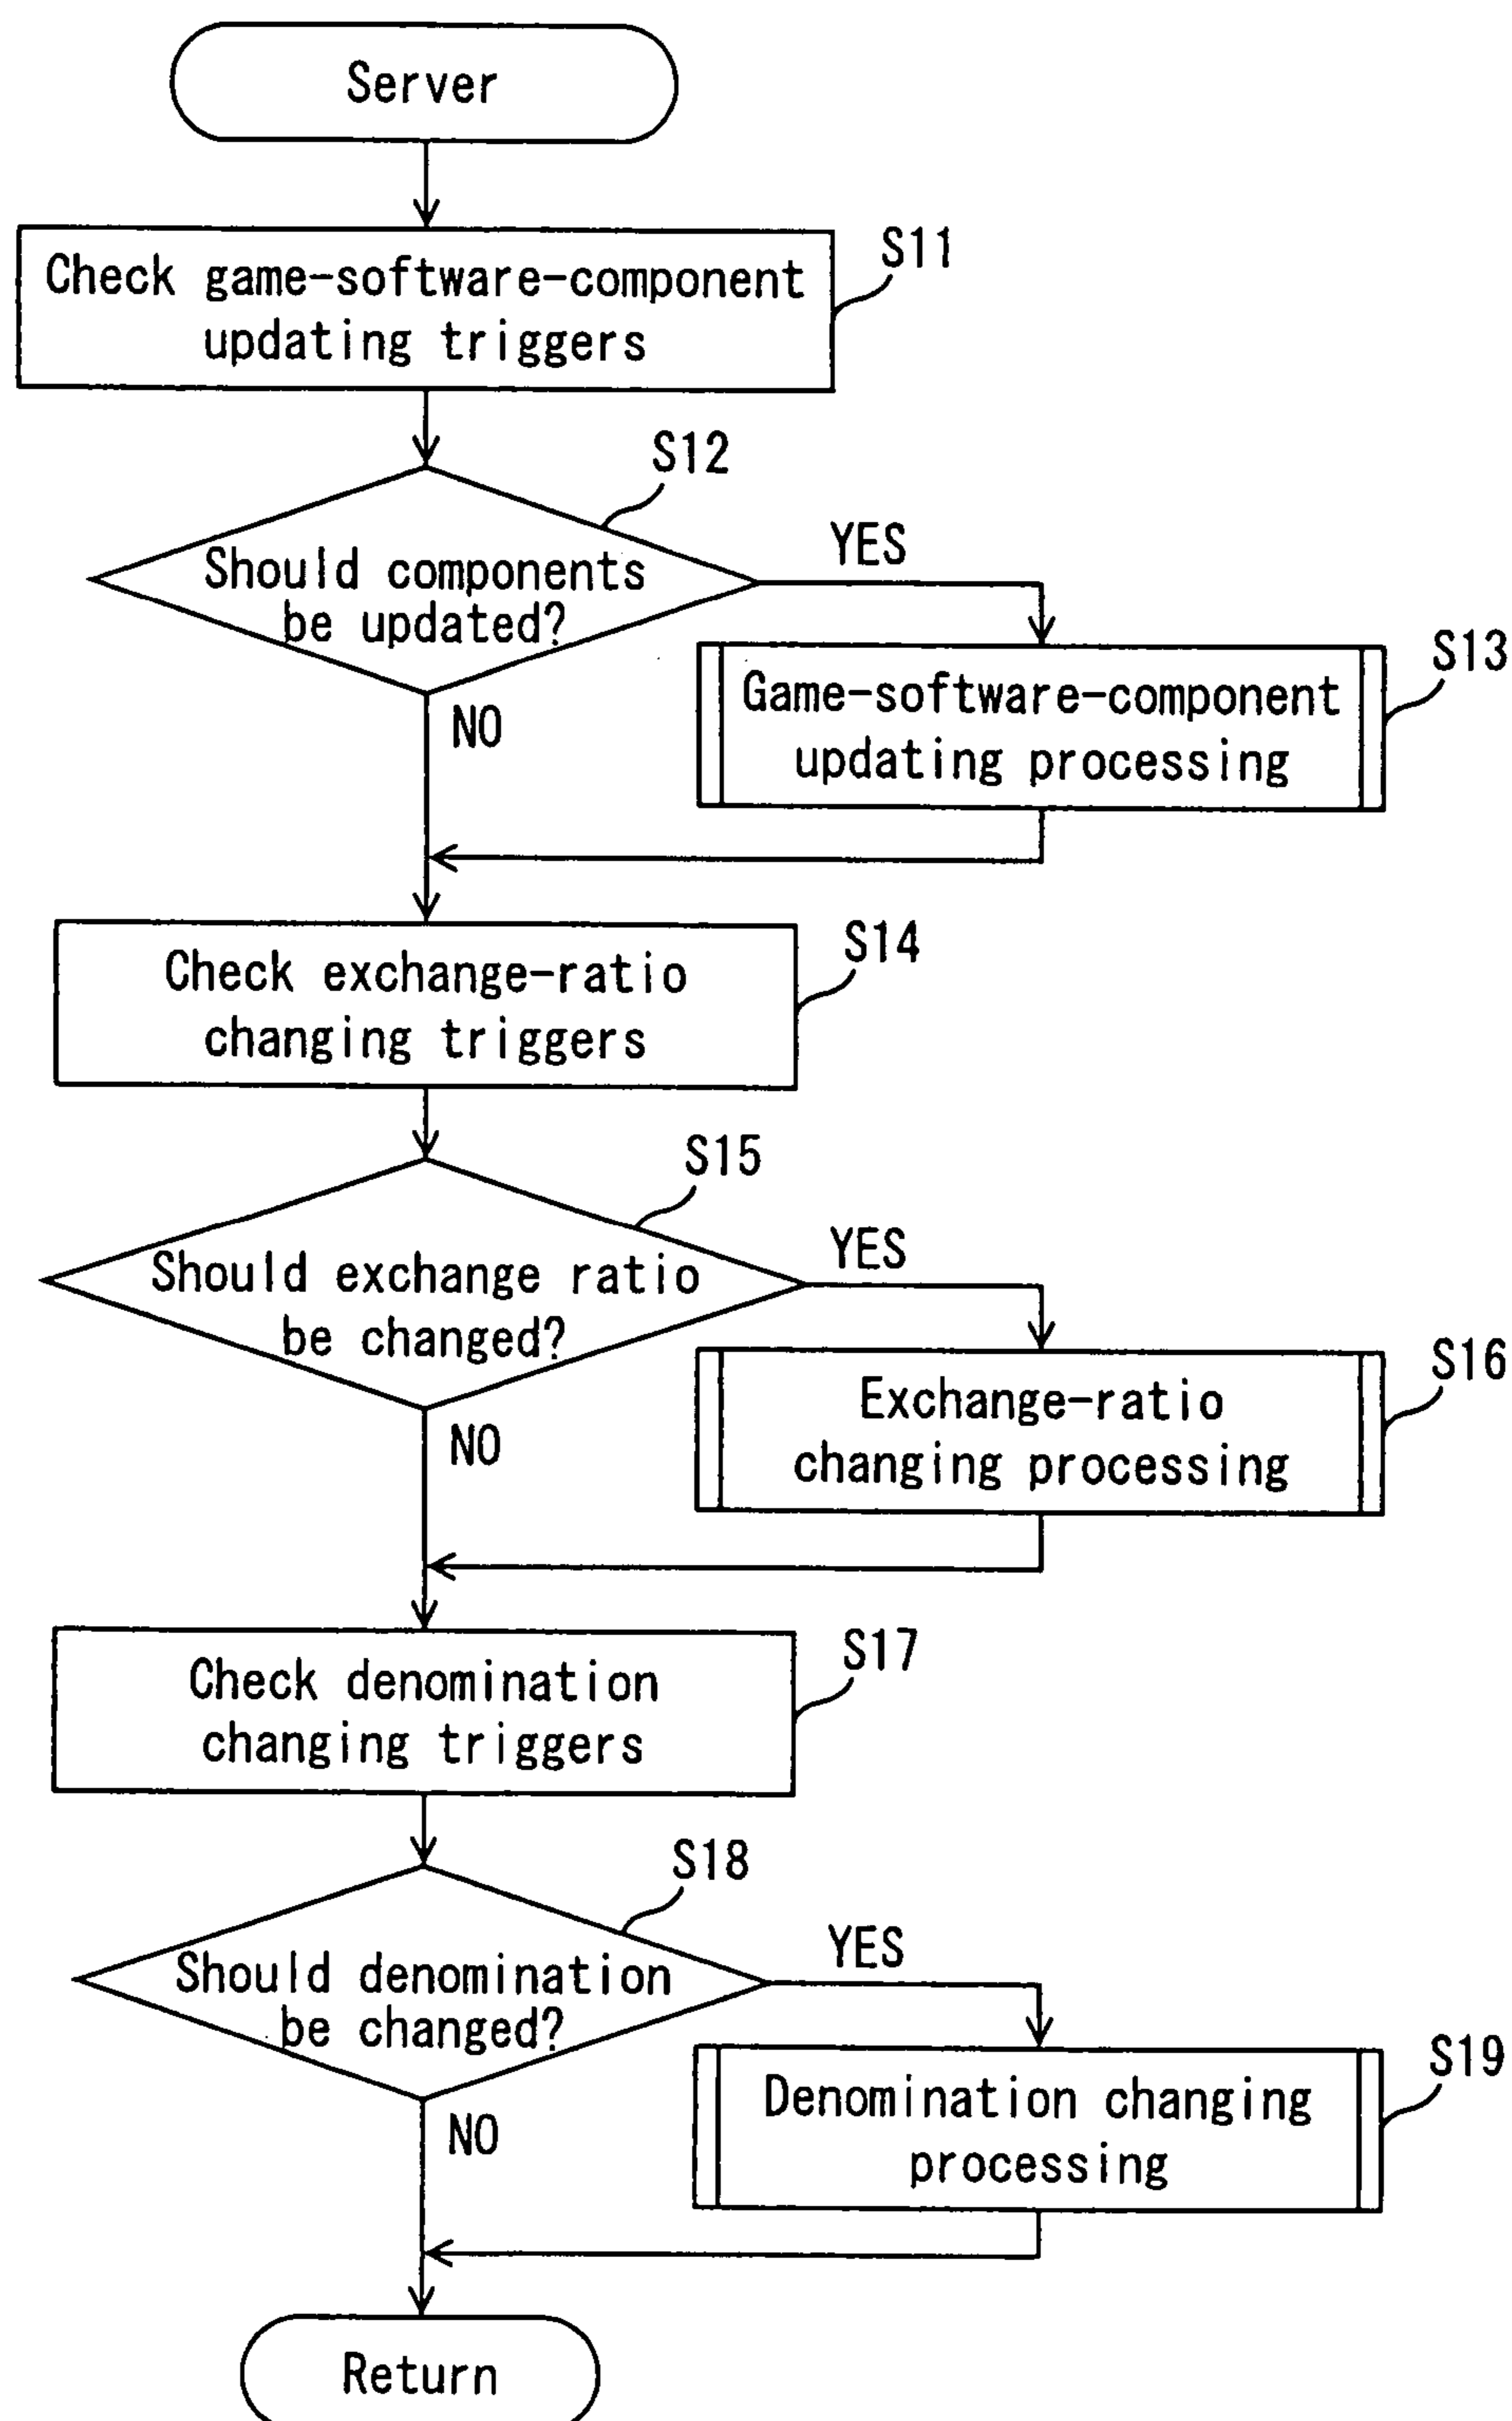 Server
S11
Check game-software-component
updating triggers
S12
Should components
be updated?
YES
NO
S13
Game-software-component
updating processing
S14
Check exchange-ratio
changing triggers
S15
Should exchange ratio
be changed?
YES
NO
S16
Exchange-ratio
changing processing
S17
Check denomination
changing triggers
S18
Should denomination
be changed?
YES
NO
S19
Denomination changing
processing
Return